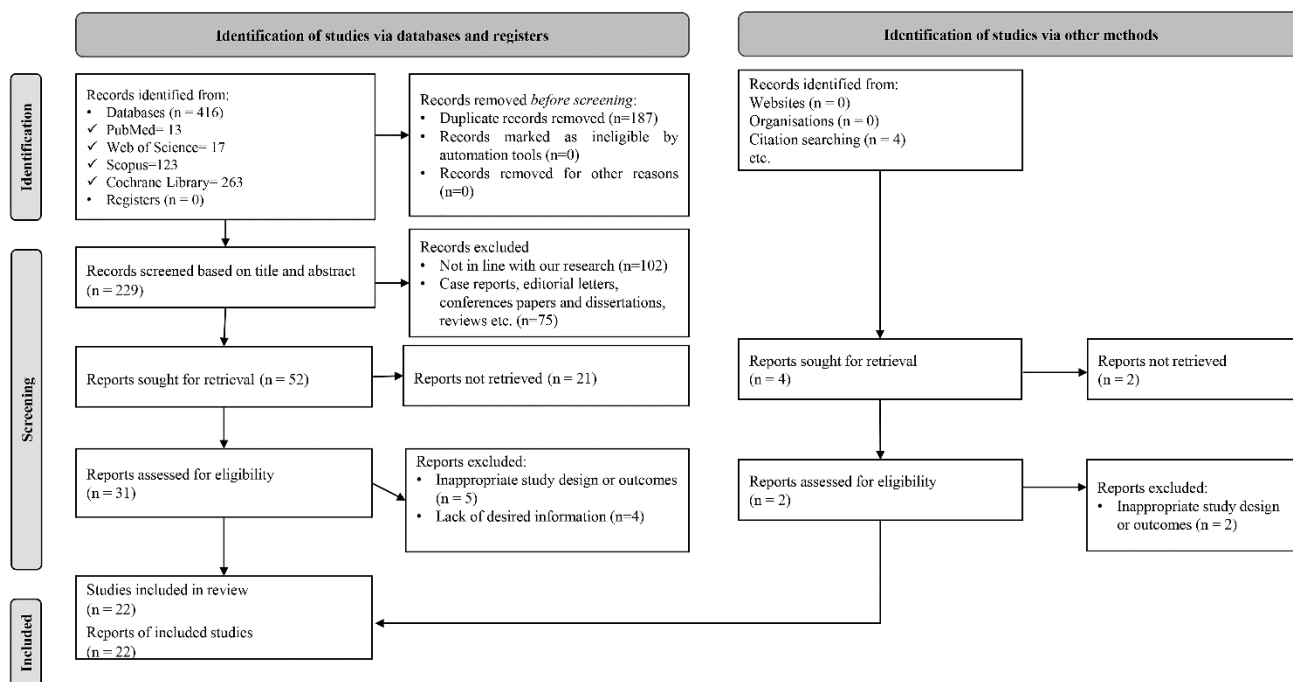 Identification of studies via databases and registers
Identification of studies via other methods
Identification
Records identified from:
• Databases (n = 416)
✓ PubMed= 13
✓ Web of Science= 17
✓ Scopus=123
✓ Cochrane Library= 263
• Registers (n = 0)
Records removed before screening:
• Duplicate records removed (n=187)
• Records marked as ineligible by
automation tools (n=0)
• Records removed for other reasons
(n=0)
Records identified from:
Websites (n = 0)
Organisations (n = 0)
Citation searching (n = 4)
etc.
Screening
Records screened based on title and abstract
(n = 229)
Records excluded
• Not in line with our research (n=102)
• Case reports, editorial letters,
conferences papers and dissertations,
reviews etc. (n=75)
Reports sought for retrieval (n = 52)
Reports not retrieved (n = 21)
Reports sought for retrieval
(n = 4)
Reports not retrieved
(n = 2)
Reports assessed for eligibility
(n = 31)
Reports excluded:
• Inappropriate study design or outcomes
(n = 5)
• Lack of desired information (n=4)
Reports assessed for eligibility
(n = 2)
Reports excluded:
• Inappropriate study design
or outcomes (n = 2)
Included
Studies included in review
(n = 22)
Reports of included studies
(n = 22)